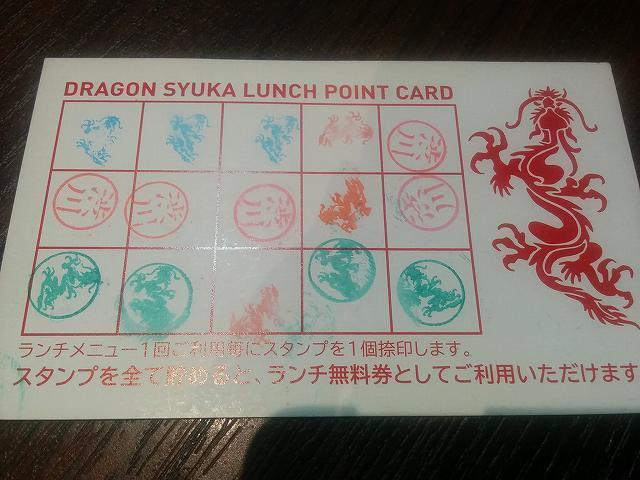 DRAGON SYUKA LUNCH POINT CARD
ランチメニュー1回ご利用毎にスタンプを1個捺印します。
スタンプを全て貯めると、ランチ無料券としてご利用いただけます